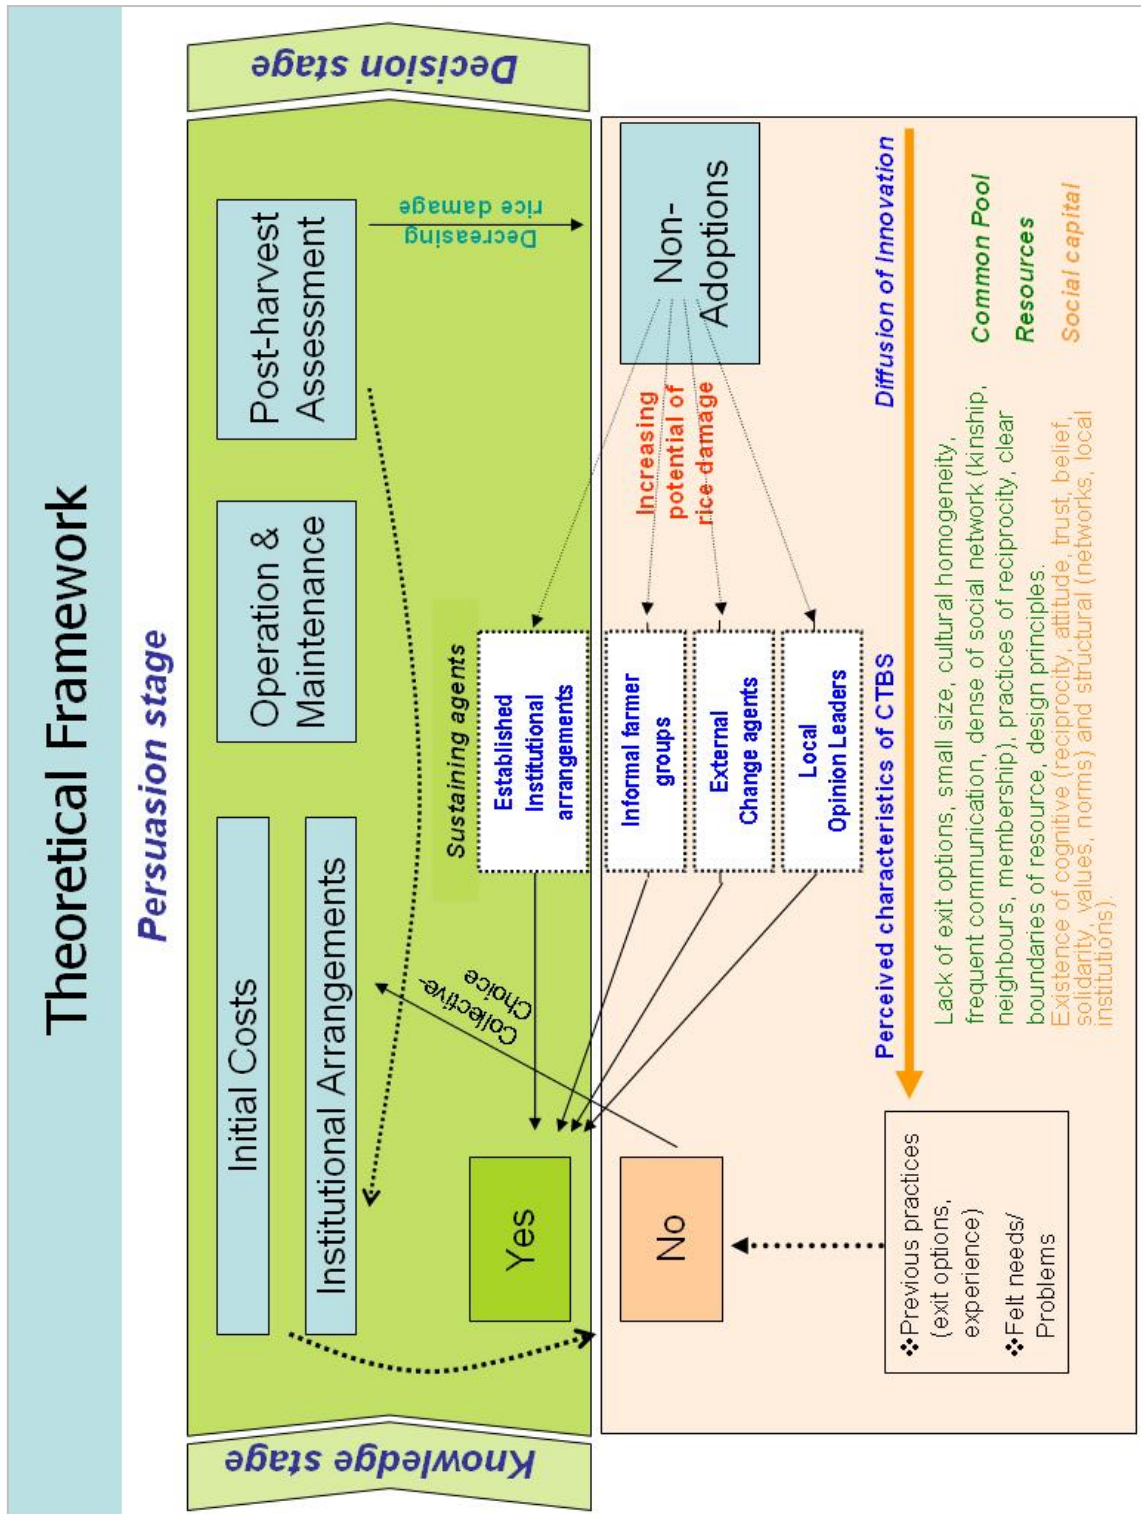 Theoretical Framework
Persuasion stage
Knowledge stage
Decision stage
Initial Costs
Institutional Arrangements
Operation &
Maintenance
Post-harvest
Assessment
Decreasing
rice damage
Collective-
Choice
Sustaining agents
Yes
Established
Institutional
arrangements
No
Informal farmer
groups
External
Change agents
Local
Opinion Leaders
Increasing
potential of
rice damage
Non-
Adoptions
Perceived characteristics of CTBS
Diffusion of Innovation
❖Previous practices
(exit options,
experience)
❖Felt needs/
Problems
Lack of exit options, small size, cultural homogeneity,
frequent communication, dense of social network (kinship,
neighbours, membership), practices of reciprocity, clear
boundaries of resource, design principles.
Common Pool
Resources
Existence of cognitive (reciprocity, attitude, trust, belief,
solidarity, values, norms) and structural (networks, local
institutions).
Social capital